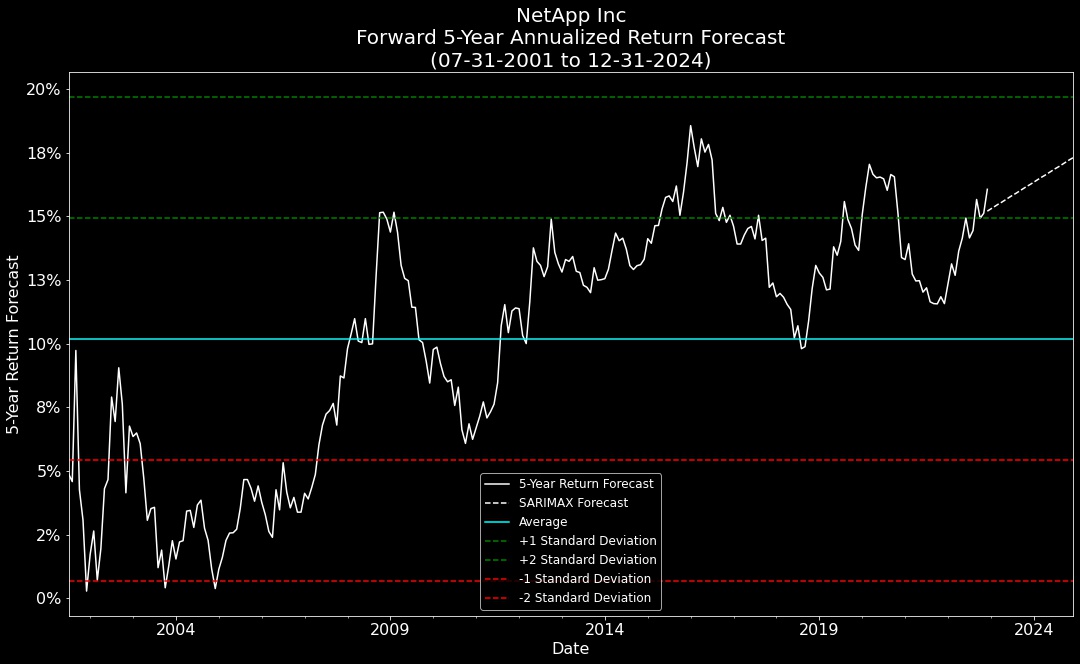 NetApp Inc
Forward 5-Year Annualized Return Forecast
(07-31-2001 to 12-31-2024)
20%
18%
15%
13%
10%
8%
5%
2%
0%
5-Year Return Forecast
5-Year Return Forecast
SARIMAX Forecast
Average
+1 Standard Deviation
+2 Standard Deviation
-1 Standard Deviation
-2 Standard Deviation
2004
2009
2014
2019
2024
Date